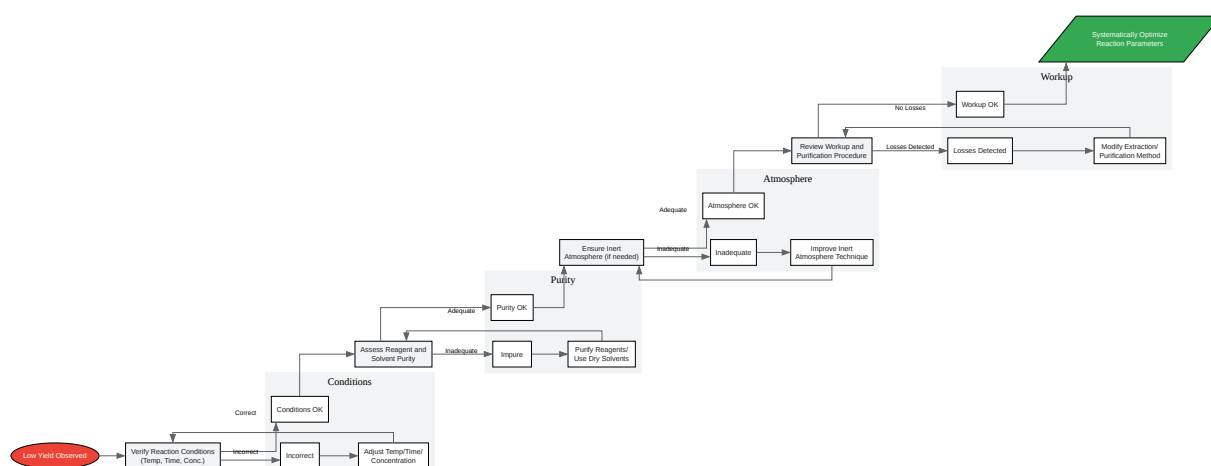 Systematically Optimize
Reaction Parameters
Workup
Workup OK
No Losses
Review Workup and
Purification Procedure
Losses Detected
Losses Detected
Modify Extraction/
Purification Method
Atmosphere
Atmosphere OK
Adequate
Ensure Inert
Atmosphere (if needed)
Inadequate
Inadequate
Improve Inert
Atmosphere Technique
Purity
Purity OK
Adequate
Assess Reagent and
Solvent Purity
Inadequate
Impure
Purify Reagents/
Use Dry Solvents
Conditions
Conditions OK
Correct
Low Yield Observed
Verify Reaction Conditions
(Temp, Time, Conc.)
Incorrect
Incorrect
Adjust Temp/Time/
Concentration